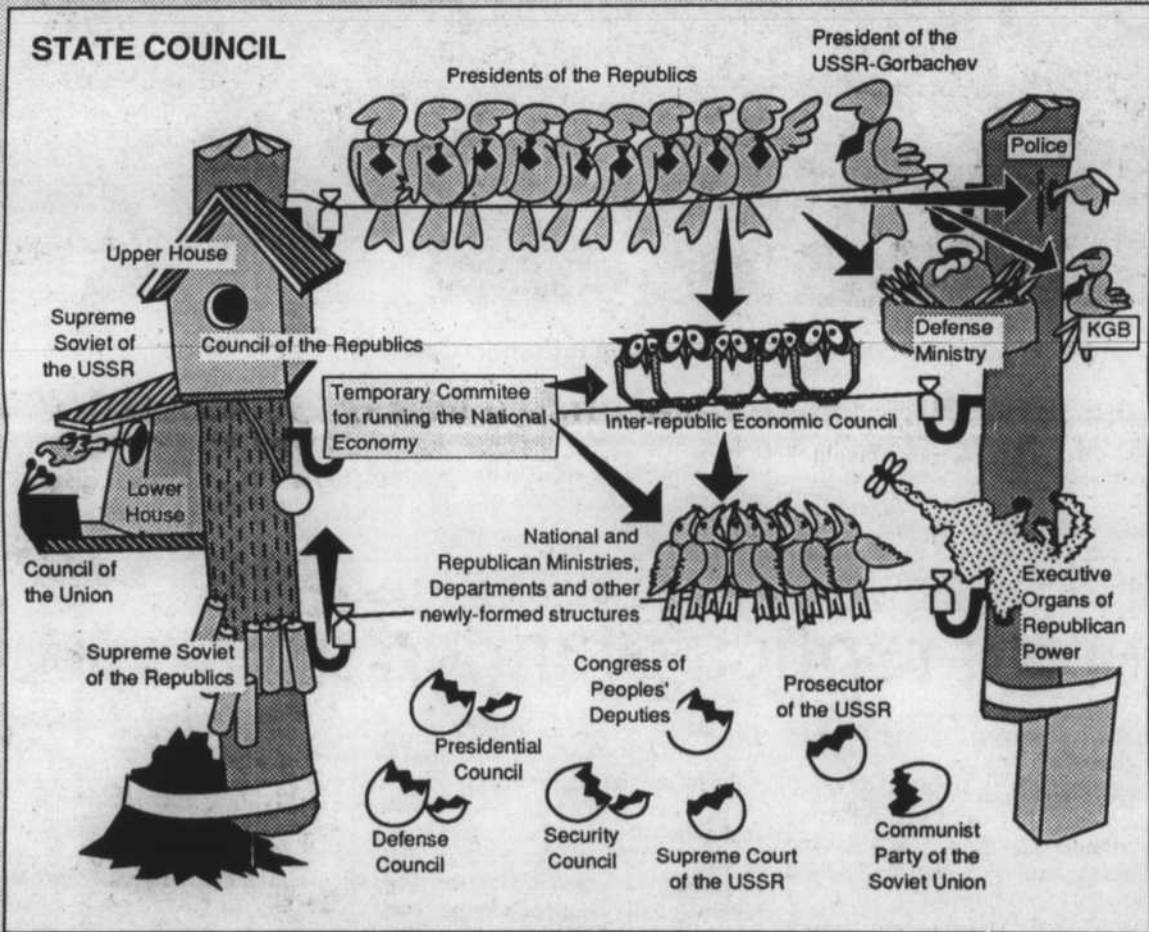 STATE COUNCIL
Presidents of the Republics
President of the
USSR-Gorbachev
Police
Upper House
Supreme
Soviet of
the USSR
Council of the Republics
Defense
Ministry
KGB
Temporary Commitee
for running the National
Economy
Inter-republic Economic Council
Lower
House
Council of
the Union
National and
Republican Ministries,
Departments and other
newly-formed structures
Executive
Organs of
Republican
Power
Supreme Soviet
of the Republics
Congress of
Peoples'
Deputies
Prosecutor
of the USSR
Presidential
Council
Defense
Council
Security
Council
Supreme Court
of the USSR
Communist
Party of the
Soviet Union